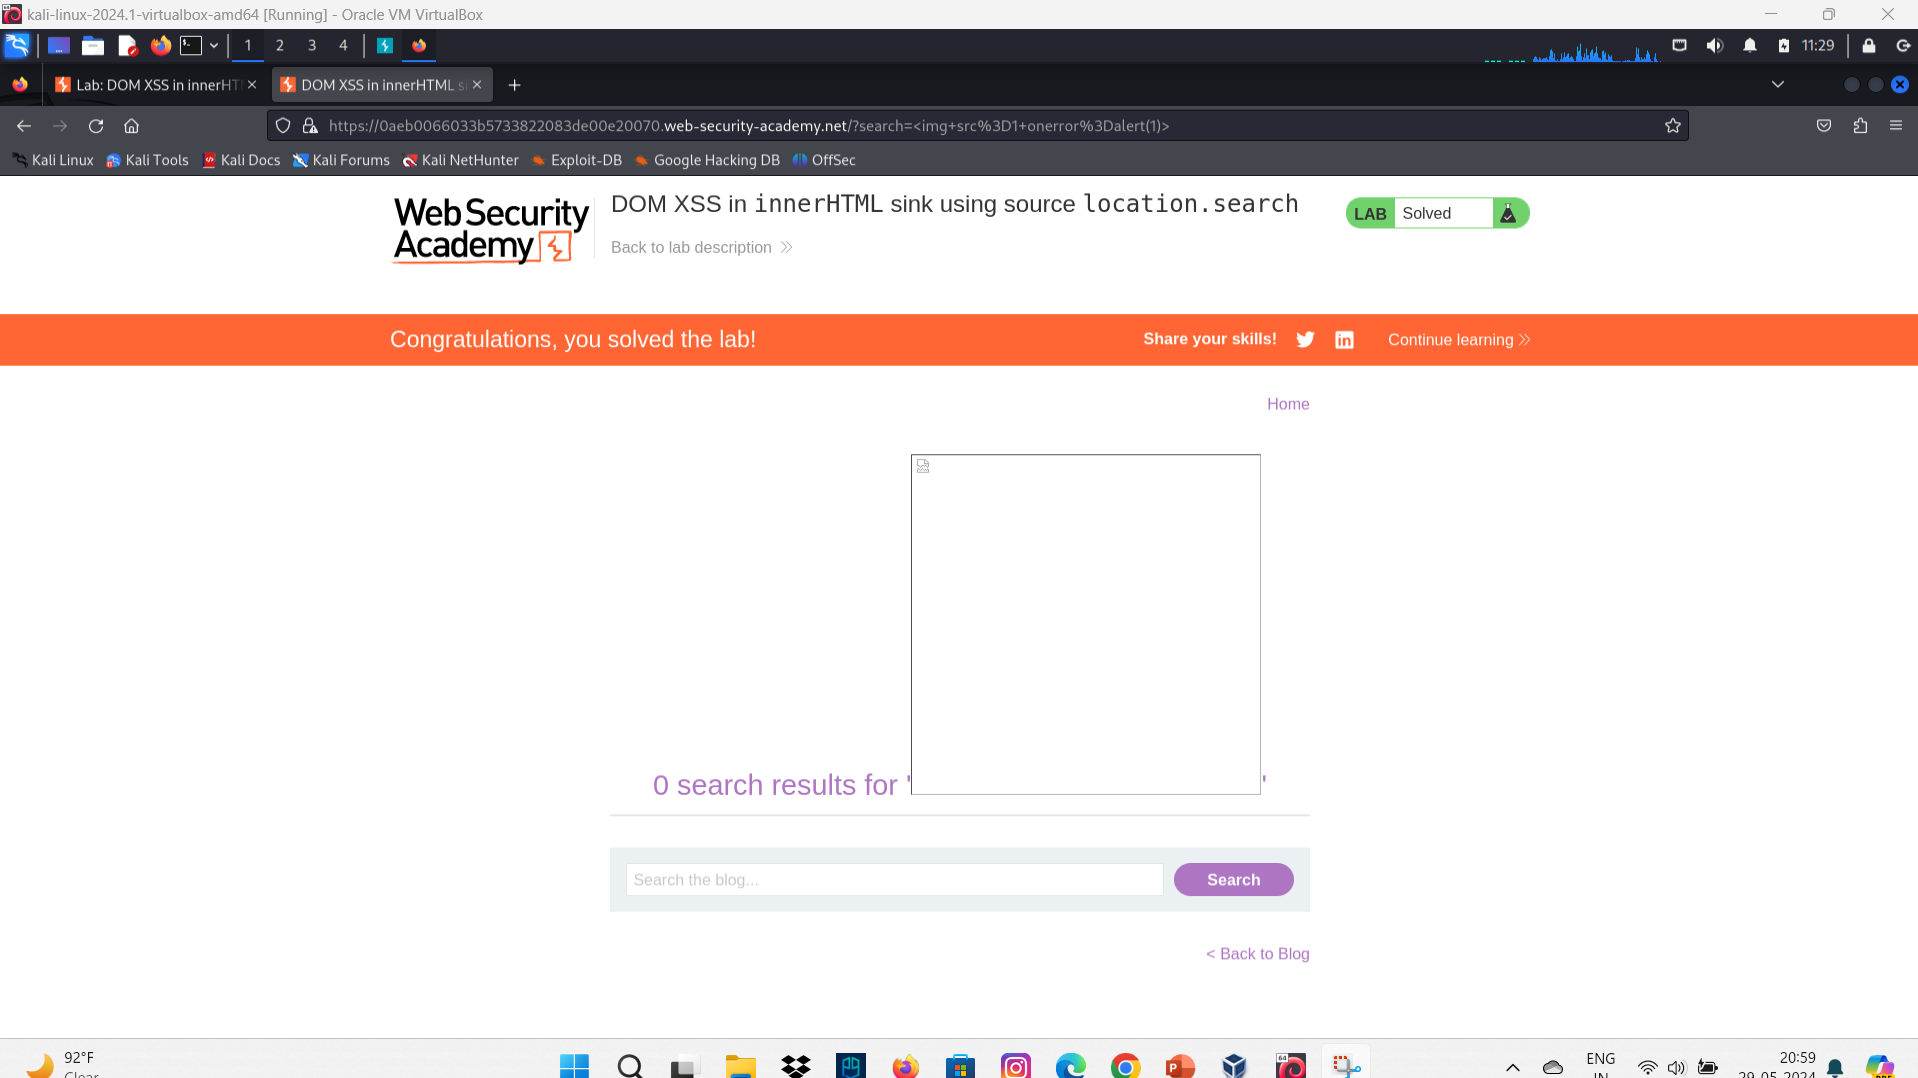 kali-linux-2024.1-virtualbox-amd64 [Running] - Oracle VM VirtualBox
1 2 3 4 11:29
Lab: DOM XSS in innerHT
DOM XSS in innerHTML s
https://0aeb0066033b5733822083de00e20070.web-security-academy.net/?search=<img+src%3D1+onerror%3Dalert(1)>
Kali Linux Kali Tools Kali Docs Kali Forums Kali NetHunter Exploit-DB Google Hacking DB OffSec
Web Security
Academy
DOM XSS in innerHTML sink using source location.search
LAB Solved
Back to lab description
Congratulations, you solved the lab! Share your skills! Continue learning
Home
0 search results for ' '
Search the blog... Search
< Back to Blog
92°F
Clear
ENG
IN
20:59
29-05-2024